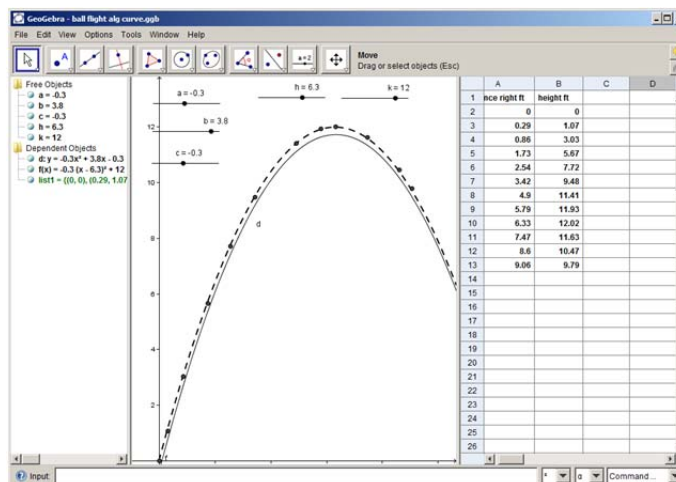 GeoGebra - ball flight alg curve.ggb
File Edit View Options Tools Window Help
A
a=2
Move
Drag or select objects (Esc)
Free Objects
a = -0.3
b = 3.8
c = -0.3
h = 6.3
k = 12
Dependent Objects
d: y = -0.3x² + 3.8x - 0.3
f(x) = -0.3 (x - 6.3)² + 12
list1 = {(0, 0), (0.29, 1.07
a = -0.3
h = 6.3
k = 12
b = 3.8
c = -0.3
12
10
8
6
4
2
0
d
A B C D
1 nce right ft height ft
2 0 0
3 0.29 1.07
4 0.86 3.03
5 1.73 5.67
6 2.54 7.72
7 3.42 9.48
8 4.9 11.41
9 5.79 11.93
10 6.33 12.02
11 7.47 11.63
12 8.6 10.47
13 9.06 9.79
14
15
16
17
18
19
20
21
22
23
24
25
26
Input:
² α Command ...